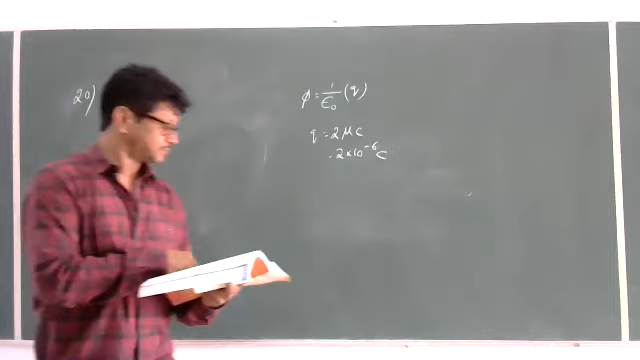 20)
φ = 1/ε₀ (q)
q = 2 μc
= 2×10⁻⁶ c